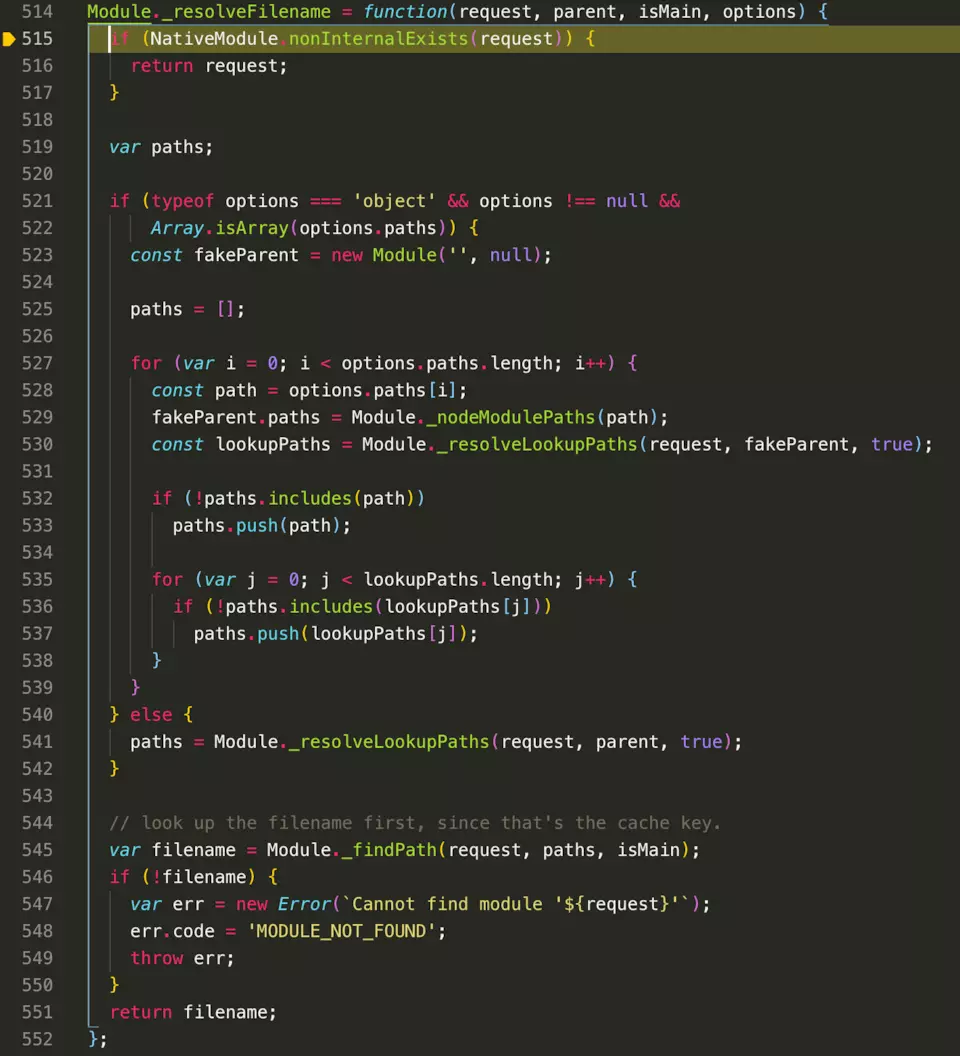 514 Module._resolveFilename = function(request, parent, isMain, options) {
515   if (NativeModule.nonInternalExists(request)) {
516     return request;
517   }
518
519   var paths;
520
521   if (typeof options === 'object' && options !== null &&
522       Array.isArray(options.paths)) {
523     const fakeParent = new Module('', null);
524
525     paths = [];
526
527     for (var i = 0; i < options.paths.length; i++) {
528       const path = options.paths[i];
529       fakeParent.paths = Module._nodeModulePaths(path);
530       const lookupPaths = Module._resolveLookupPaths(request, fakeParent, true);
531
532       if (!paths.includes(path))
533         paths.push(path);
534
535       for (var j = 0; j < lookupPaths.length; j++) {
536         if (!paths.includes(lookupPaths[j]))
537           paths.push(lookupPaths[j]);
538       }
539     }
540   } else {
541     paths = Module._resolveLookupPaths(request, parent, true);
542   }
543
544   // look up the filename first, since that's the cache key.
545   var filename = Module._findPath(request, paths, isMain);
546   if (!filename) {
547     var err = new Error(`Cannot find module '${request}'`);
548     err.code = 'MODULE_NOT_FOUND';
549     throw err;
550   }
551   return filename;
552 };